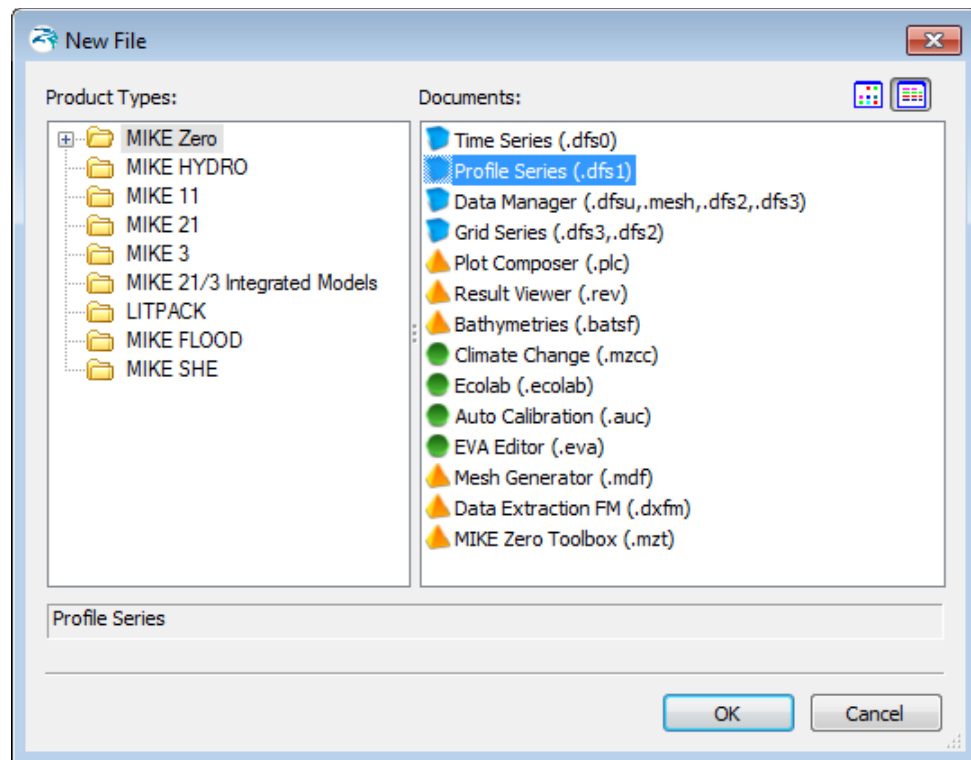 New File
Product Types:
Documents:
MIKE Zero
MIKE HYDRO
MIKE 11
MIKE 21
MIKE 3
MIKE 21/3 Integrated Models
LITPACK
MIKE FLOOD
MIKE SHE
Time Series (.dfs0)
Profile Series (.dfs1)
Data Manager (.dfsu,.mesh,.dfs2,.dfs3)
Grid Series (.dfs3,.dfs2)
Plot Composer (.plc)
Result Viewer (.rev)
Bathymetries (.batsf)
Climate Change (.mzcc)
Ecolab (.ecolab)
Auto Calibration (.auc)
EVA Editor (.eva)
Mesh Generator (.mdf)
Data Extraction FM (.dxfm)
MIKE Zero Toolbox (.mzt)
Profile Series
OK
Cancel